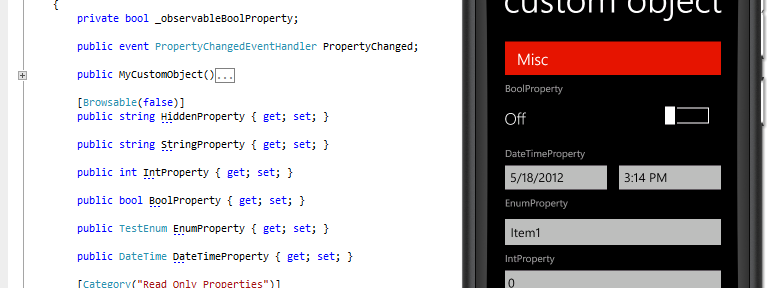 {
private bool _observableBoolProperty;
public event PropertyChangedEventHandler PropertyChanged;
public MyCustomObject()...
[Browsable(false)]
public string HiddenProperty { get; set; }
public string StringProperty { get; set; }
public int IntProperty { get; set; }
public bool BoolProperty { get; set; }
public TestEnum EnumProperty { get; set; }
public DateTime DateTimeProperty { get; set; }
[Category("Read Only Properties")]
custom object
Misc
BoolProperty
Off
DateTimeProperty
5/18/2012 3:14 PM
EnumProperty
Item1
IntProperty
0